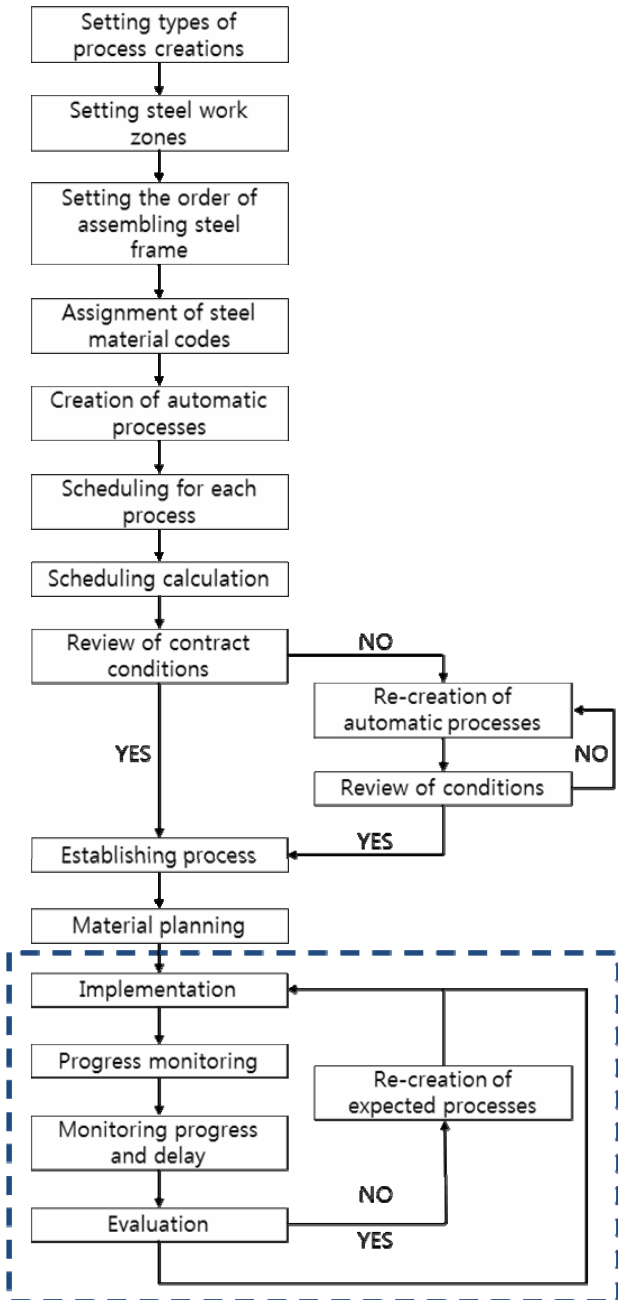 Setting types of
process creations
Setting steel work
zones
Setting the order of
assembling steel
frame
Assignment of steel
material codes
Creation of automatic
processes
Scheduling for each
process
Scheduling calculation
Review of contract
conditions
NO
Re-creation of
automatic processes
YES
NO
Review of conditions
YES
Establishing process
Material planning
Implementation
Progress monitoring
Re-creation of
expected processes
Monitoring progress
and delay
NO
Evaluation
YES